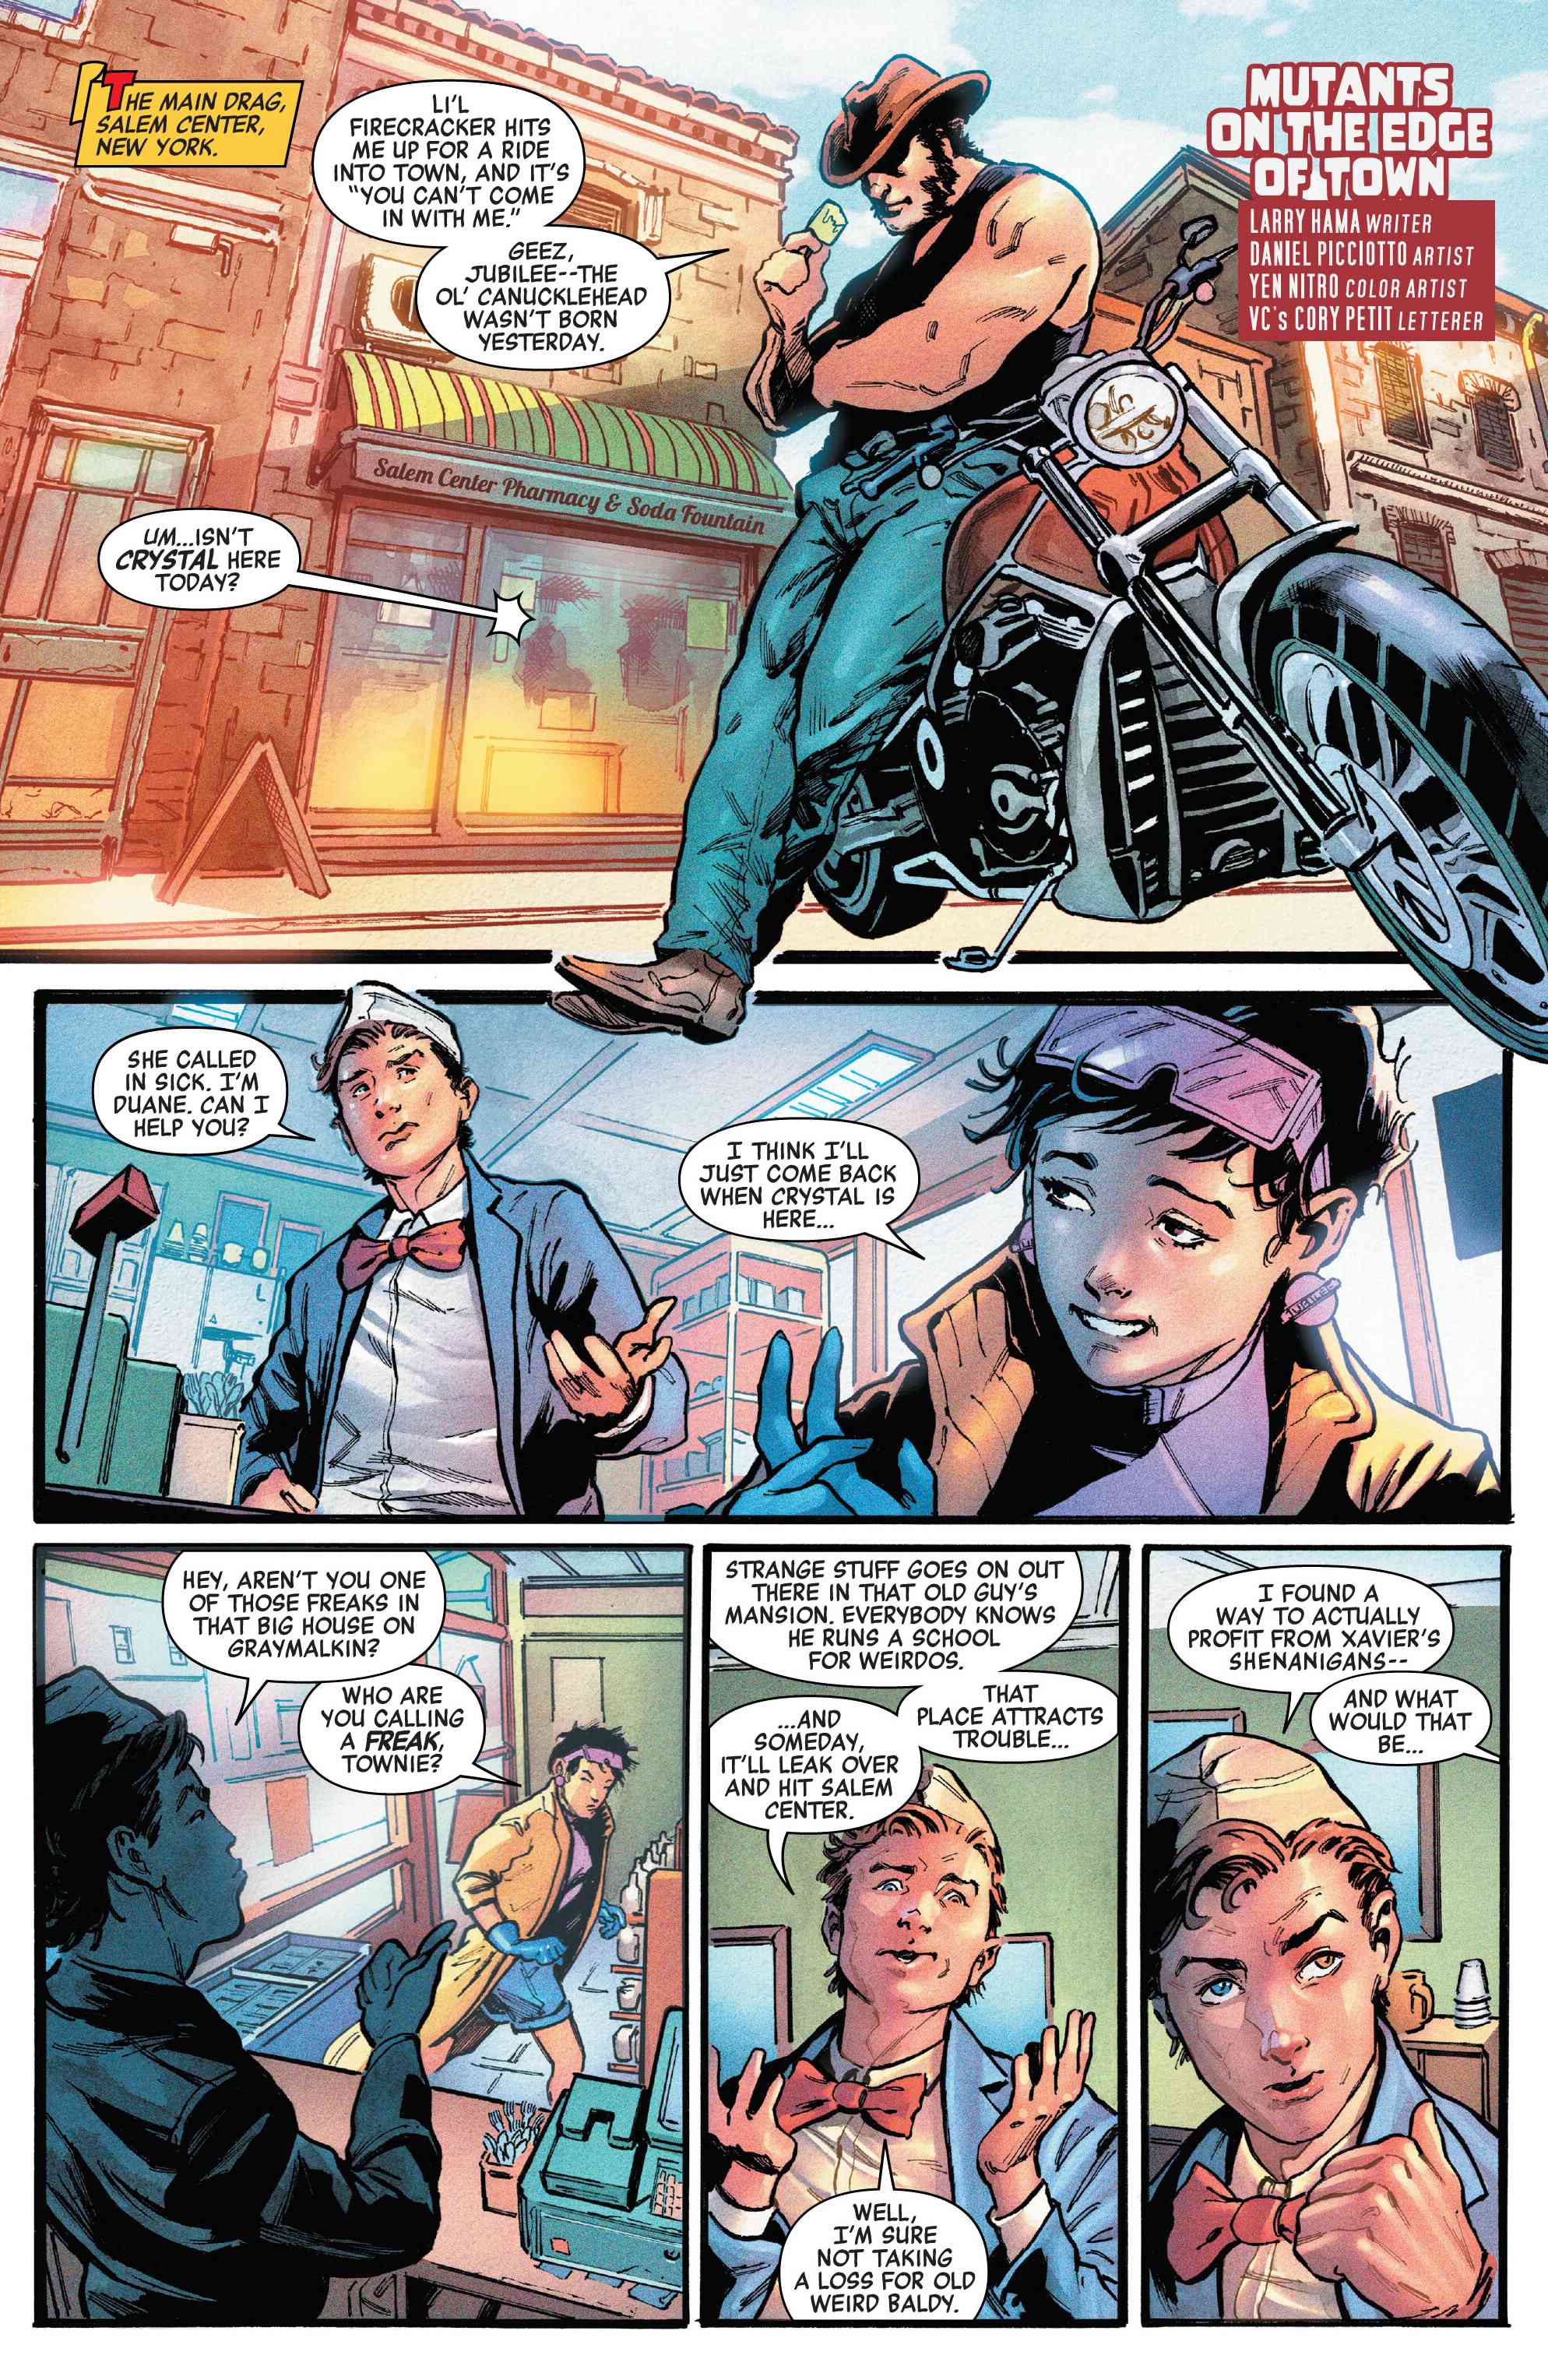 THE MAIN DRAG,
SALEM CENTER,
NEW YORK.
LI'L
FIRECRACKER HITS
ME UP FOR A RIDE
INTO TOWN, AND IT'S
"YOU CAN'T COME
IN WITH ME."
GEEZ,
JUBILEE--THE
OL' CANUCKLEHEAD
WASN'T BORN
YESTERDAY.
MUTANTS
ON THE EDGE
OF TOWN
LARRY HAMA WRITER
DANIEL PICCIOTTO ARTIST
YEN NITRO COLOR ARTIST
VC's CORY PETIT LETTERER
Salem Center Pharmacy & Soda Fountain
UM...ISN'T
CRYSTAL HERE
TODAY?
SHE CALLED
IN SICK. I'M
DUANE. CAN I
HELP YOU?
I THINK I'LL
JUST COME BACK
WHEN CRYSTAL IS
HERE...
JUBILEE
HEY, AREN'T YOU ONE
OF THOSE FREAKS IN
THAT BIG HOUSE ON
GRAYMALKIN?
WHO ARE
YOU CALLING
A FREAK,
TOWNIE?
STRANGE STUFF GOES ON OUT
THERE IN THAT OLD GUY'S
MANSION. EVERYBODY KNOWS
HE RUNS A SCHOOL
FOR WEIRDOS.
THAT
PLACE ATTRACTS
TROUBLE...
...AND
SOMEDAY,
IT'LL LEAK OVER
AND HIT SALEM
CENTER.
WELL,
I'M SURE
NOT TAKING
A LOSS FOR OLD
WEIRD BALDY.
I FOUND A
WAY TO ACTUALLY
PROFIT FROM XAVIER'S
SHENANIGANS--
AND WHAT
WOULD THAT
BE...